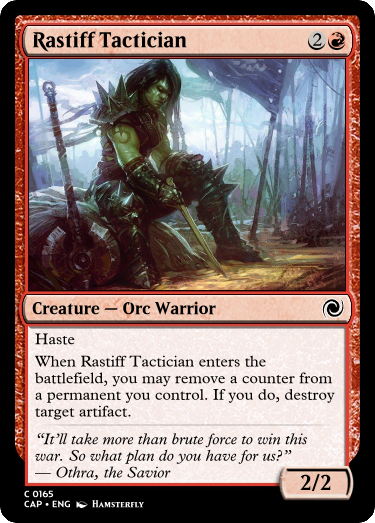 Rastiff Tactician 2
Creature — Orc Warrior
Haste
When Rastiff Tactician enters the
battlefield, you may remove a counter from
a permanent you control. If you do, destroy
target artifact.
“It’ll take more than brute force to win this
war. So what plan do you have for us?”
— Othra, the Savior
2/2
C 0165
CAP • ENG Hamsterfly